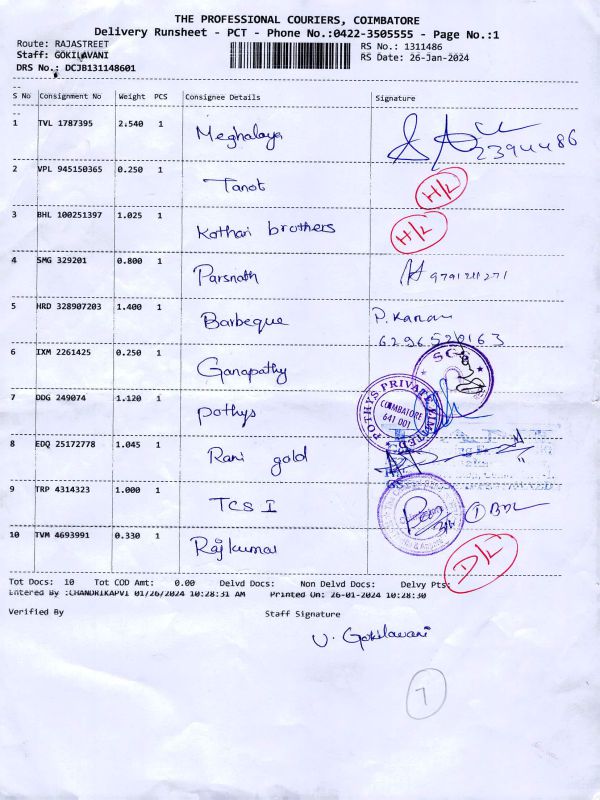 THE PROFESSIONAL COURIERS, COIMBATORE
Delivery Runsheet - PCT - Phone No.:0422-3505555 - Page No.:1
Route: RAJASTREET
RS No.: 1311486
Staff: GOKILAVANI
RS Date: 26-Jan-2024
DRS No.: DCJB131148601
S No Consignment No Weight PCS Consignee Details Signature
1 TVL 1787395 2.540 1 Meghalaya
2 VPL 945150365 0.250 1 Tanot H/L
3 BHL 100251397 1.025 1 Kothari brothers H/L
4 SMG 329201 0.800 1 Parsnath
5 HRD 328907203 1.400 1 Barbeque P. Kanan
6296520163
6 IXM 2261425 0.250 1 Ganapathy
7 DDG 249074 1.120 1 Pothys POTHYS PRIVATE LIMITED COIMBATORE 641 001
8 EDQ 25172778 1.045 1 Rani gold
9 TRP 4314323 1.000 1 TCS I
10 TVM 4693991 0.330 1 Rajkumar D/L
Tot Docs: 10 Tot COD Amt: 0.00 Delvd Docs: Non Delvd Docs: Delvy Pts:
Entered By :CHANDRIKAPVI 01/26/2024 10:28:31 AM Printed On: 26-01-2024 10:28:30
Verified By Staff Signature
V. Gokilavani
7